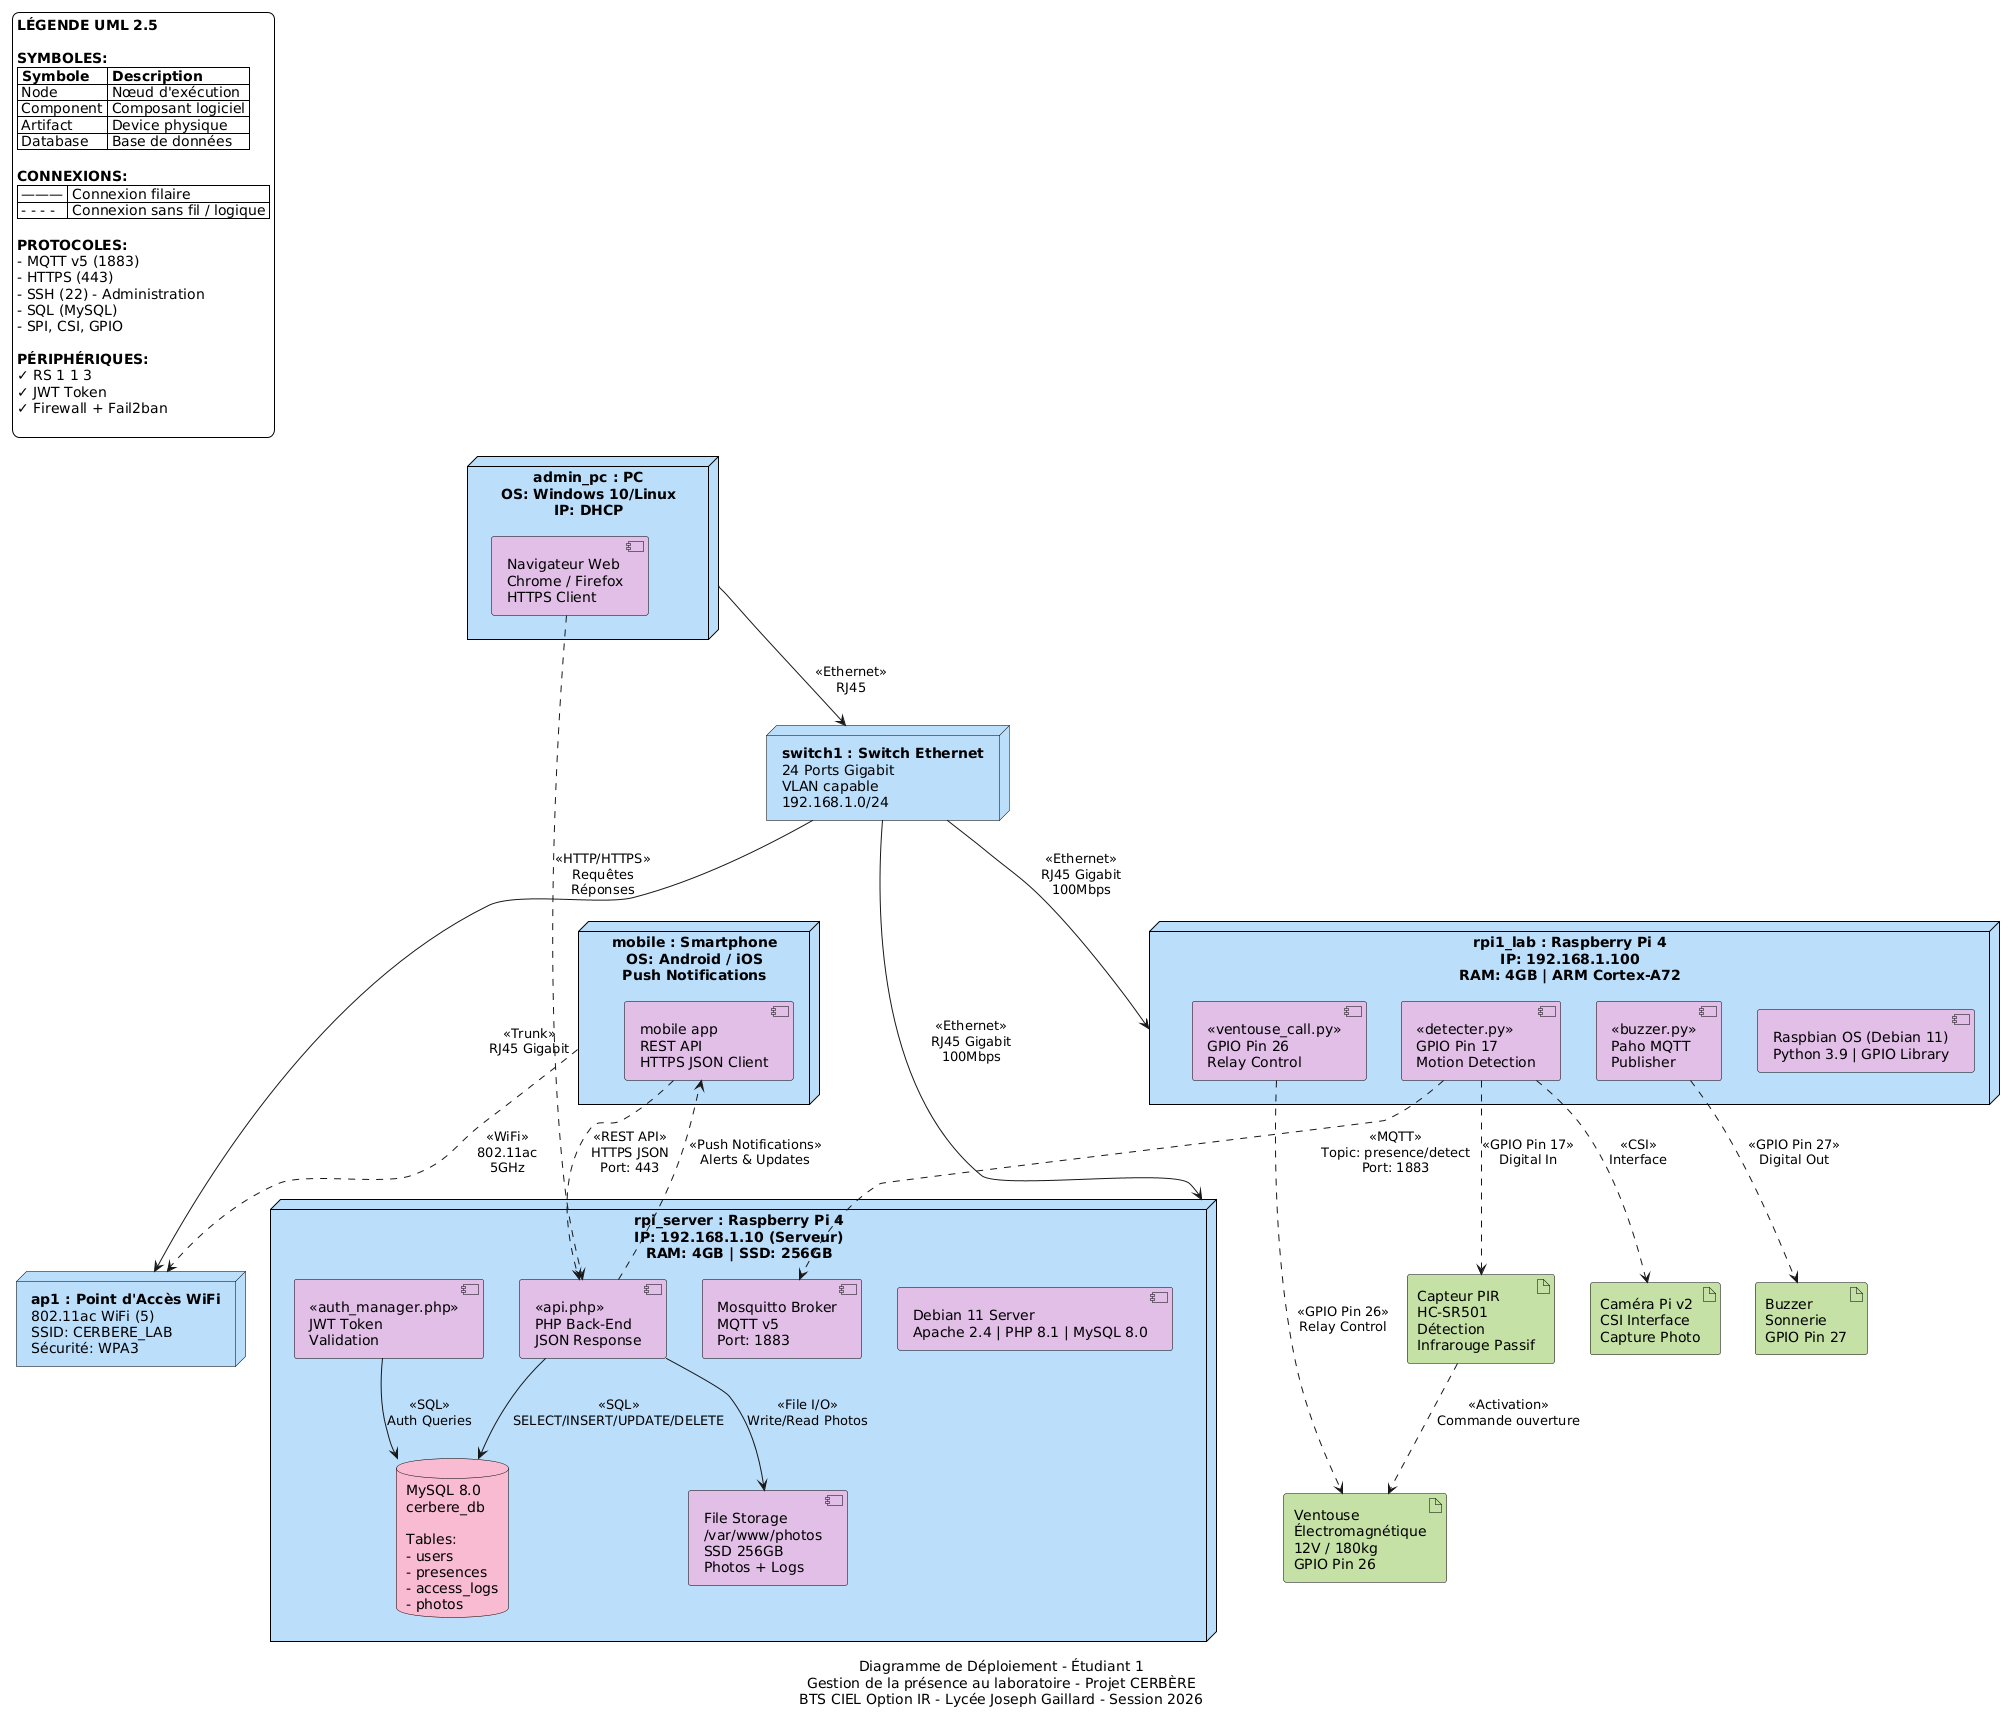 LÉGENDE UML 2.5
SYMBOLES:
Symbole Description
Node Nœud d'exécution
Component Composant logiciel
Artifact Device physique
Database Base de données
CONNEXIONS:
——— Connexion filaire
- - - - Connexion sans fil / logique
PROTOCOLES:
- MQTT v5 (1883)
- HTTPS (443)
- SSH (22) - Administration
- SQL (MySQL)
- SPI, CSI, GPIO
PÉRIPHÉRIQUES:
✓ RS 1 1 3
✓ JWT Token
✓ Firewall + Fail2ban
admin_pc : PC
OS: Windows 10/Linux
IP: DHCP
Navigateur Web
Chrome / Firefox
HTTPS Client
«Ethernet»
RJ45
switch1 : Switch Ethernet
24 Ports Gigabit
VLAN capable
192.168.1.0/24
«HTTP/HTTPS»
Requêtes
Réponses
«Ethernet»
RJ45 Gigabit
100Mbps
mobile : Smartphone
OS: Android / iOS
Push Notifications
mobile app
REST API
HTTPS JSON Client
«Trunk»
RJ45 Gigabit
«Ethernet»
RJ45 Gigabit
100Mbps
rpi1_lab : Raspberry Pi 4
IP: 192.168.1.100
RAM: 4GB | ARM Cortex-A72
«ventouse_call.py»
GPIO Pin 26
Relay Control
«detecter.py»
GPIO Pin 17
Motion Detection
«buzzer.py»
Paho MQTT
Publisher
Raspbian OS (Debian 11)
Python 3.9 | GPIO Library
«WiFi»
802.11ac
5GHz
«REST API»
HTTPS JSON
Port: 443
«Push Notifications»
Alerts & Updates
«MQTT»
Topic: presence/detect
Port: 1883
«GPIO Pin 17»
Digital In
«CSI»
Interface
«GPIO Pin 27»
Digital Out
rpi_server : Raspberry Pi 4
IP: 192.168.1.10 (Serveur)
RAM: 4GB | SSD: 256GB
ap1 : Point d'Accès WiFi
802.11ac WiFi (5)
SSID: CERBERE_LAB
Sécurité: WPA3
«auth_manager.php»
JWT Token
Validation
«api.php»
PHP Back-End
JSON Response
Mosquitto Broker
MQTT v5
Port: 1883
Debian 11 Server
Apache 2.4 | PHP 8.1 | MySQL 8.0
«GPIO Pin 26»
Relay Control
Capteur PIR
HC-SR501
Détection
Infrarouge Passif
Caméra Pi v2
CSI Interface
Capture Photo
Buzzer
Sonnerie
GPIO Pin 27
«SQL»
Auth Queries
«SQL»
SELECT/INSERT/UPDATE/DELETE
«File I/O»
Write/Read Photos
«Activation»
Commande ouverture
MySQL 8.0
cerbere_db
Tables:
- users
- presences
- access_logs
- photos
File Storage
/var/www/photos
SSD 256GB
Photos + Logs
Ventouse
Électromagnétique
12V / 180kg
GPIO Pin 26
Diagramme de Déploiement - Étudiant 1
Gestion de la présence au laboratoire - Projet CERBÈRE
BTS CIEL Option IR - Lycée Joseph Gaillard - Session 2026